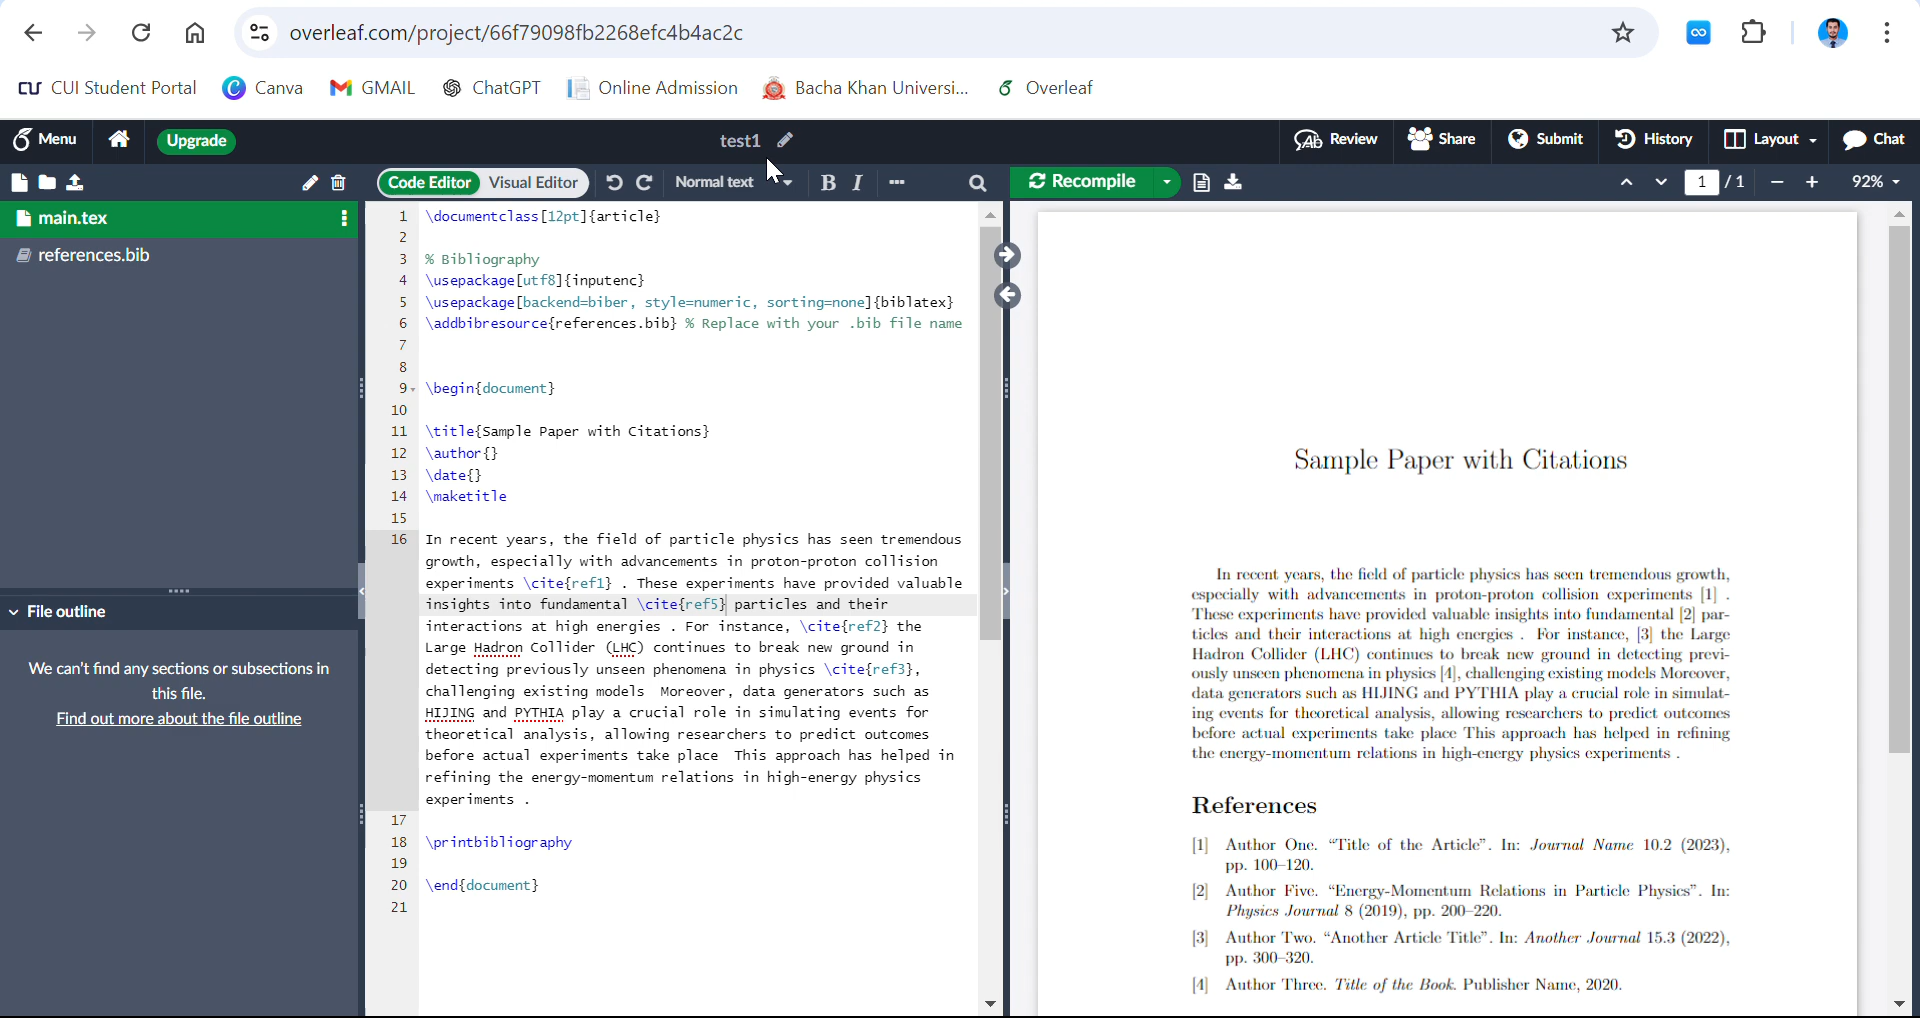 overleaf.com/project/66f79098fb2268efc4b4ac2c
CUI Student Portal Canva GMAIL ChatGPT Online Admission Bacha Khan Universi... Overleaf
Menu Upgrade test1 Review Share Submit History Layout Chat
Code Editor Visual Editor Normal text B I Recompile 1 / 1 92%
main.tex
references.bib
File outline
We can't find any sections or subsections in
this file.
Find out more about the file outline
1 \documentclass[12pt]{article}
2
3 % Bibliography
4 \usepackage[utf8]{inputenc}
5 \usepackage[backend=biber, style=numeric, sorting=none]{biblatex}
6 \addbibresource{references.bib} % Replace with your .bib file name
7
8
9 \begin{document}
10
11 \title{Sample Paper with Citations}
12 \author{}
13 \date{}
14 \maketitle
15
16 In recent years, the field of particle physics has seen tremendous
growth, especially with advancements in proton-proton collision
experiments \cite{ref1} . These experiments have provided valuable
insights into fundamental \cite{ref5} particles and their
interactions at high energies . For instance, \cite{ref2} the
Large Hadron Collider (LHC) continues to break new ground in
detecting previously unseen phenomena in physics \cite{ref3},
challenging existing models  Moreover, data generators such as
HIJING and PYTHIA play a crucial role in simulating events for
theoretical analysis, allowing researchers to predict outcomes
before actual experiments take place  This approach has helped in
refining the energy-momentum relations in high-energy physics
experiments .
17
18 \printbibliography
19
20 \end{document}
21
Sample Paper with Citations
In recent years, the field of particle physics has seen tremendous growth,
especially with advancements in proton-proton collision experiments [1] .
These experiments have provided valuable insights into fundamental [2] par-
ticles and their interactions at high energies . For instance, [3] the Large
Hadron Collider (LHC) continues to break new ground in detecting previ-
ously unseen phenomena in physics [4], challenging existing models Moreover,
data generators such as HIJING and PYTHIA play a crucial role in simulat-
ing events for theoretical analysis, allowing researchers to predict outcomes
before actual experiments take place This approach has helped in refining
the energy-momentum relations in high-energy physics experiments .
References
[1] Author One. “Title of the Article”. In: Journal Name 10.2 (2023),
pp. 100–120.
[2] Author Five. “Energy-Momentum Relations in Particle Physics”. In:
Physics Journal 8 (2019), pp. 200–220.
[3] Author Two. “Another Article Title”. In: Another Journal 15.3 (2022),
pp. 300–320.
[4] Author Three. Title of the Book. Publisher Name, 2020.